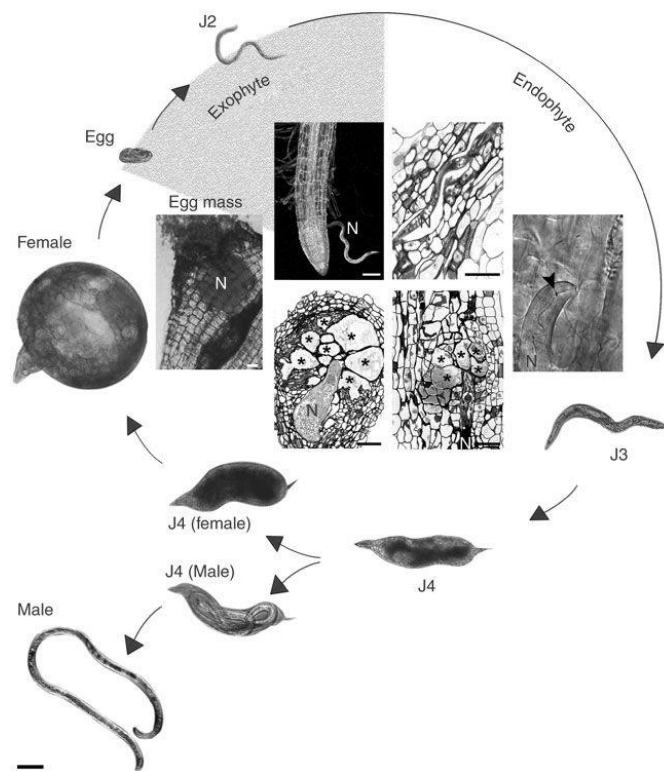 J2
Exophyte
Endophyte
Egg
Egg mass
Female
N
N
N
*
*
*
*
*
*
*
*
N
*
*
*
*
*
N
J3
J4 (female)
J4
J4 (Male)
Male